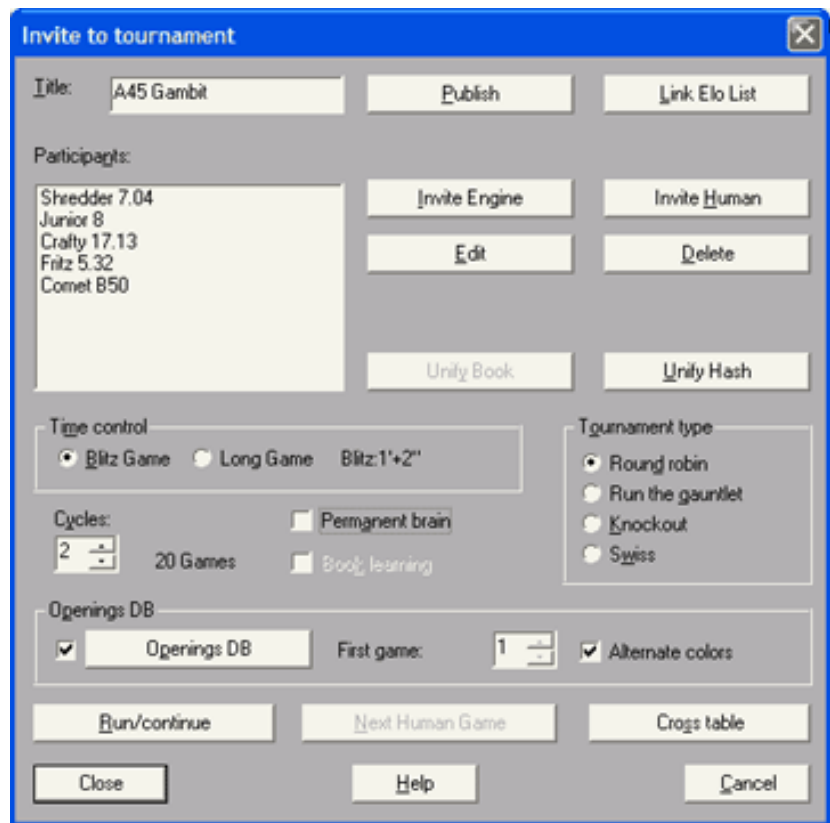 Invite to tournament
Title: A45 Gambit Publish Link Elo List
Participants:
Shredder 7.04
Junior 8
Crafty 17.13
Fritz 5.32
Comet B50
Invite Engine Invite Human
Edit Delete
Unify Book Unify Hash
Time control
Blitz Game Long Game Blitz:1'+2"
Tournament type
Round robin
Run the gauntlet
Knockout
Swiss
Cycles:
2 20 Games
Permanent brain
Book learning
Openings DB
Openings DB First game: 1 Alternate colors
Run/continue Next Human Game Cross table
Close Help Cancel